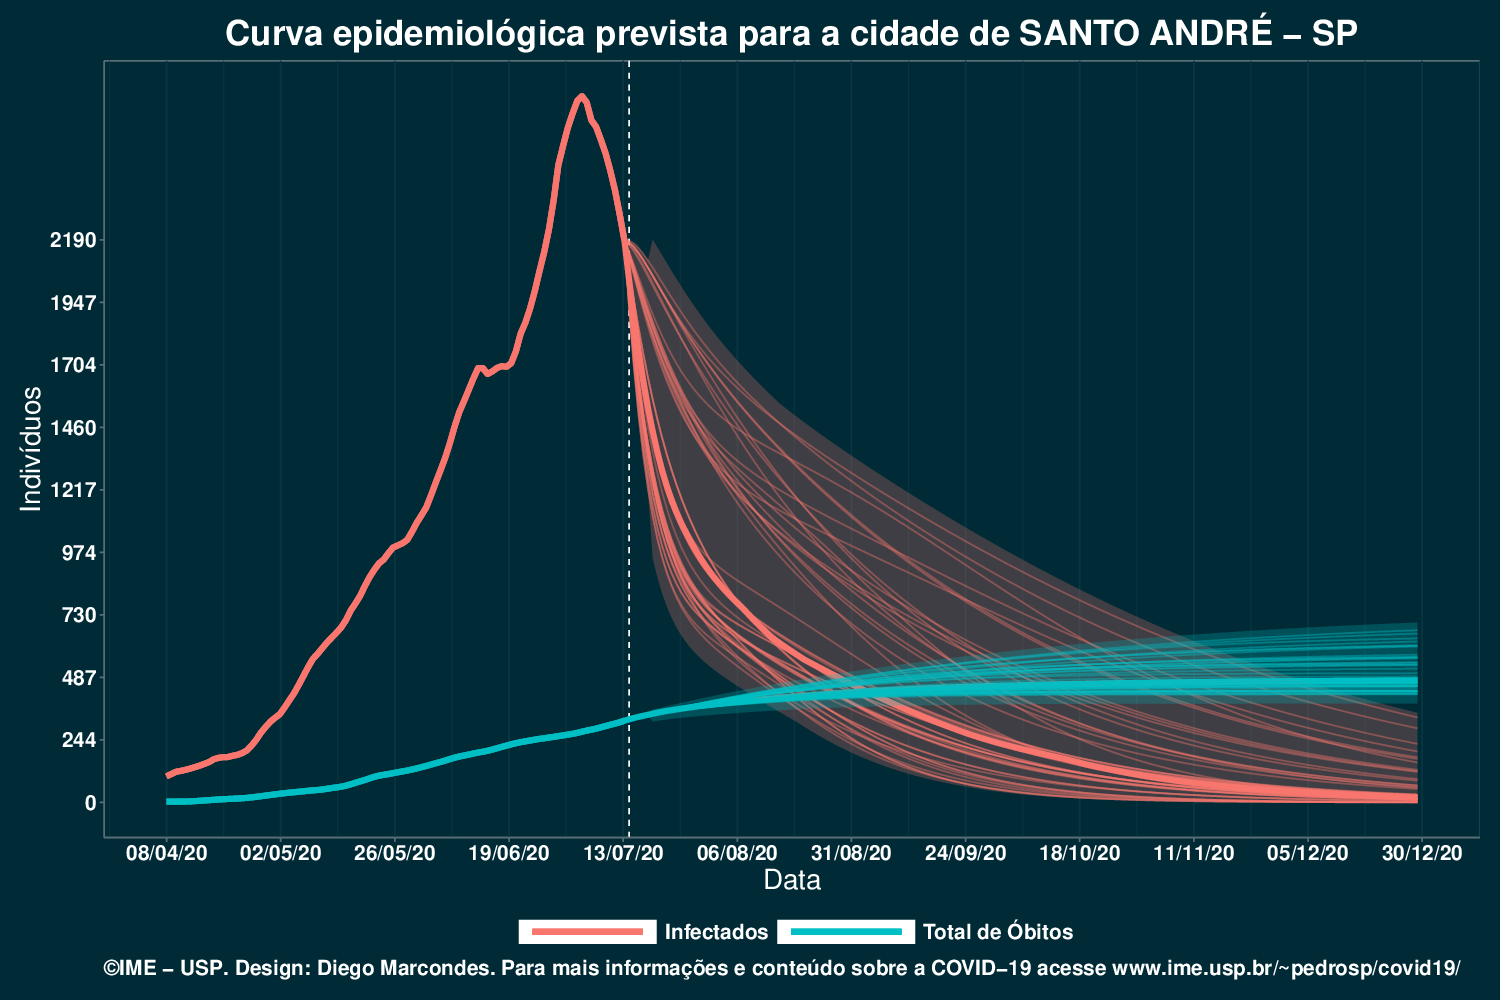 Curva epidemiológica prevista para a cidade de SANTO ANDRÉ – SP
Indivíduos
2190
1947
1704
1460
1217
974
730
487
244
0
08/04/20 02/05/20 26/05/20 19/06/20 13/07/20 06/08/20 31/08/20 24/09/20 18/10/20 11/11/20 05/12/20 30/12/20
Data
Infectados Total de Óbitos
©IME – USP. Design: Diego Marcondes. Para mais informações e conteúdo sobre a COVID–19 acesse www.ime.usp.br/~pedrosp/covid19/